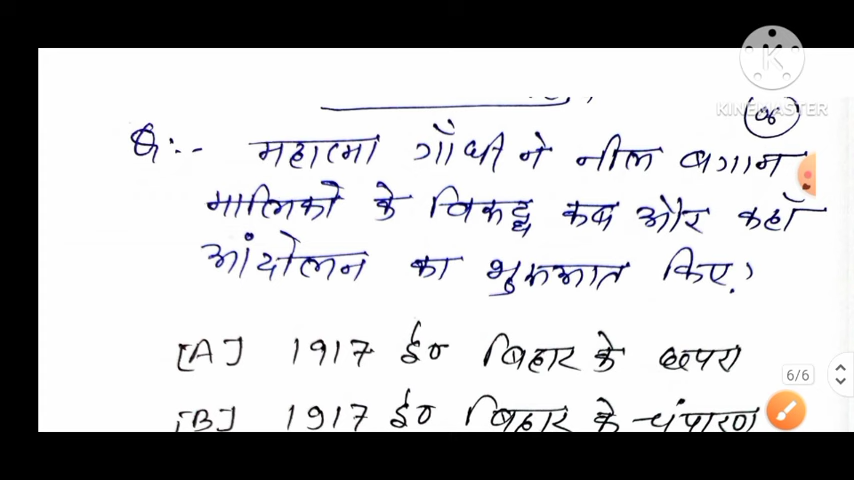 KINEMASTER
Q:- महात्मा गाँधी ने नील बगान
मालिकों के विरुद्ध कब और कहाँ
आंदोलन का शुरुआत किए?
[A] 1917 ई० बिहार के छपरा
6/6
[B] 1917 ई० बिहार के चंपारण